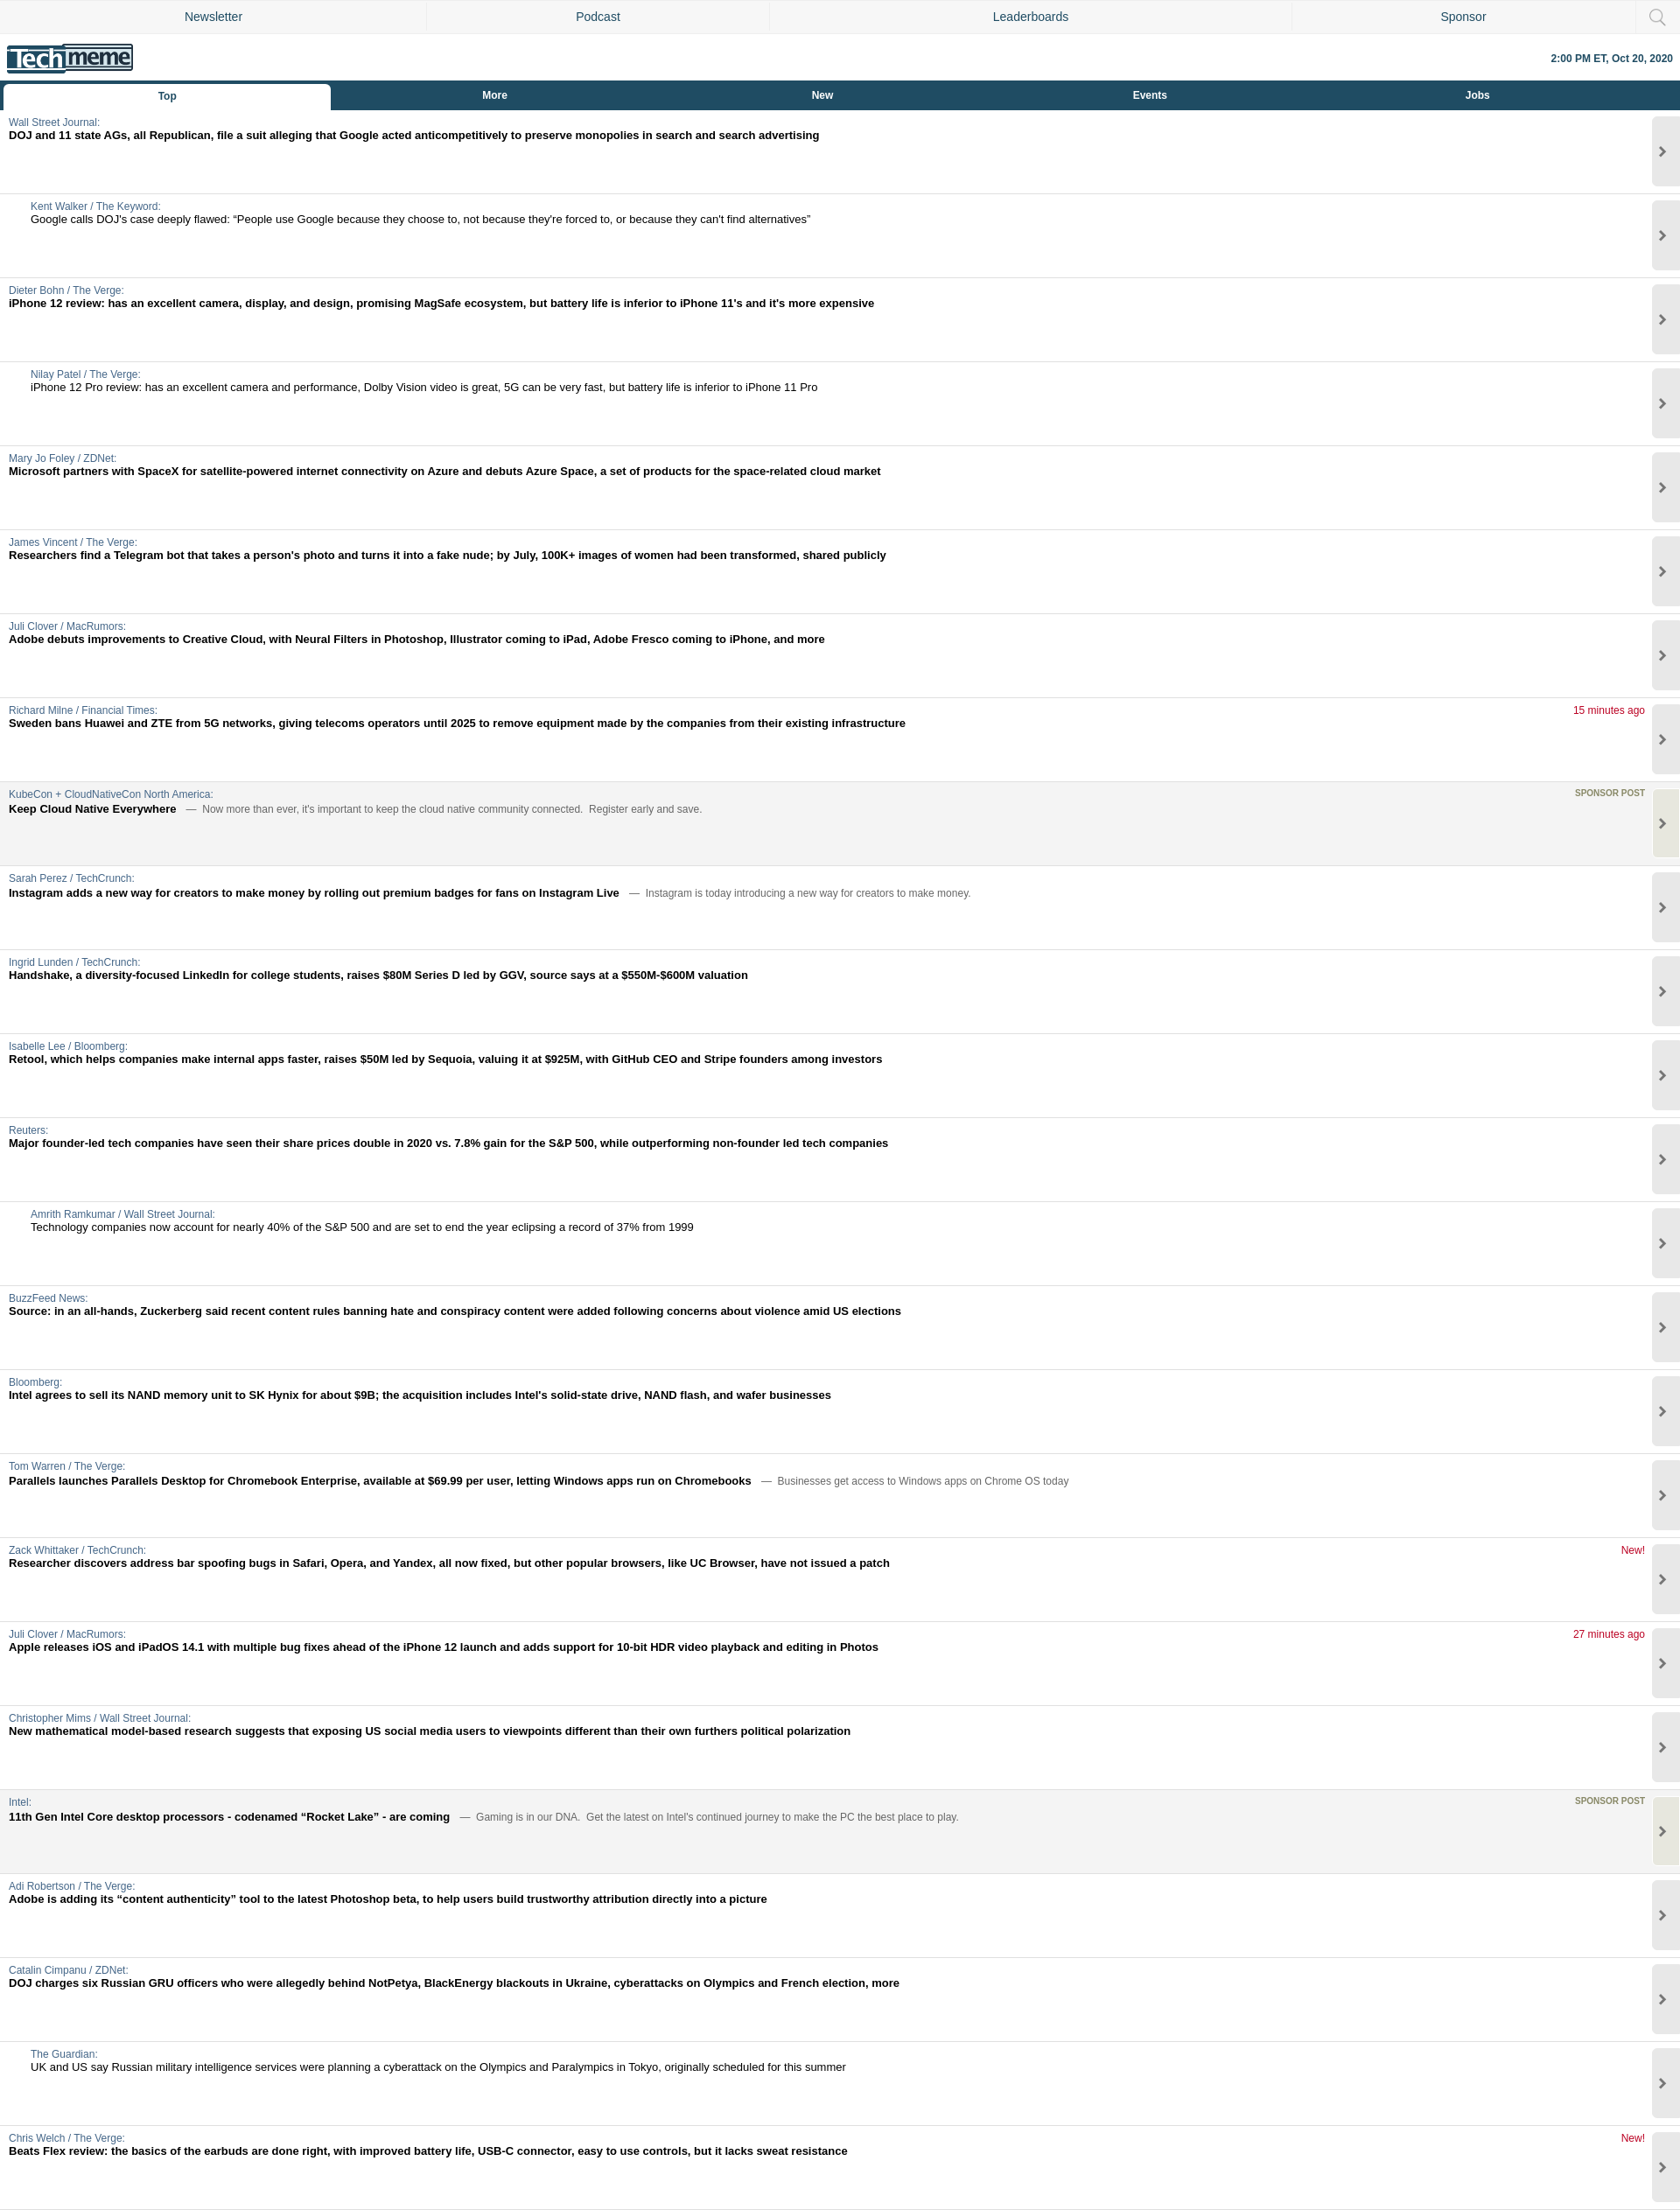 Newsletter
Podcast
Leaderboards
Sponsor
Techmeme
2:00 PM ET, Oct 20, 2020
Top
More
New
Events
Jobs
Wall Street Journal:
DOJ and 11 state AGs, all Republican, file a suit alleging that Google acted anticompetitively to preserve monopolies in search and search advertising
Kent Walker / The Keyword:
Google calls DOJ's case deeply flawed: “People use Google because they choose to, not because they're forced to, or because they can't find alternatives”
Dieter Bohn / The Verge:
iPhone 12 review: has an excellent camera, display, and design, promising MagSafe ecosystem, but battery life is inferior to iPhone 11's and it's more expensive
Nilay Patel / The Verge:
iPhone 12 Pro review: has an excellent camera and performance, Dolby Vision video is great, 5G can be very fast, but battery life is inferior to iPhone 11 Pro
Mary Jo Foley / ZDNet:
Microsoft partners with SpaceX for satellite-powered internet connectivity on Azure and debuts Azure Space, a set of products for the space-related cloud market
James Vincent / The Verge:
Researchers find a Telegram bot that takes a person's photo and turns it into a fake nude; by July, 100K+ images of women had been transformed, shared publicly
Juli Clover / MacRumors:
Adobe debuts improvements to Creative Cloud, with Neural Filters in Photoshop, Illustrator coming to iPad, Adobe Fresco coming to iPhone, and more
Richard Milne / Financial Times:
15 minutes ago
Sweden bans Huawei and ZTE from 5G networks, giving telecoms operators until 2025 to remove equipment made by the companies from their existing infrastructure
KubeCon + CloudNativeCon North America:
SPONSOR POST
Keep Cloud Native Everywhere — Now more than ever, it's important to keep the cloud native community connected. Register early and save.
Sarah Perez / TechCrunch:
Instagram adds a new way for creators to make money by rolling out premium badges for fans on Instagram Live — Instagram is today introducing a new way for creators to make money.
Ingrid Lunden / TechCrunch:
Handshake, a diversity-focused LinkedIn for college students, raises $80M Series D led by GGV, source says at a $550M-$600M valuation
Isabelle Lee / Bloomberg:
Retool, which helps companies make internal apps faster, raises $50M led by Sequoia, valuing it at $925M, with GitHub CEO and Stripe founders among investors
Reuters:
Major founder-led tech companies have seen their share prices double in 2020 vs. 7.8% gain for the S&P 500, while outperforming non-founder led tech companies
Amrith Ramkumar / Wall Street Journal:
Technology companies now account for nearly 40% of the S&P 500 and are set to end the year eclipsing a record of 37% from 1999
BuzzFeed News:
Source: in an all-hands, Zuckerberg said recent content rules banning hate and conspiracy content were added following concerns about violence amid US elections
Bloomberg:
Intel agrees to sell its NAND memory unit to SK Hynix for about $9B; the acquisition includes Intel's solid-state drive, NAND flash, and wafer businesses
Tom Warren / The Verge:
Parallels launches Parallels Desktop for Chromebook Enterprise, available at $69.99 per user, letting Windows apps run on Chromebooks — Businesses get access to Windows apps on Chrome OS today
Zack Whittaker / TechCrunch:
New!
Researcher discovers address bar spoofing bugs in Safari, Opera, and Yandex, all now fixed, but other popular browsers, like UC Browser, have not issued a patch
Juli Clover / MacRumors:
27 minutes ago
Apple releases iOS and iPadOS 14.1 with multiple bug fixes ahead of the iPhone 12 launch and adds support for 10-bit HDR video playback and editing in Photos
Christopher Mims / Wall Street Journal:
New mathematical model-based research suggests that exposing US social media users to viewpoints different than their own furthers political polarization
Intel:
SPONSOR POST
11th Gen Intel Core desktop processors - codenamed “Rocket Lake” - are coming — Gaming is in our DNA. Get the latest on Intel's continued journey to make the PC the best place to play.
Adi Robertson / The Verge:
Adobe is adding its “content authenticity” tool to the latest Photoshop beta, to help users build trustworthy attribution directly into a picture
Catalin Cimpanu / ZDNet:
DOJ charges six Russian GRU officers who were allegedly behind NotPetya, BlackEnergy blackouts in Ukraine, cyberattacks on Olympics and French election, more
The Guardian:
UK and US say Russian military intelligence services were planning a cyberattack on the Olympics and Paralympics in Tokyo, originally scheduled for this summer
Chris Welch / The Verge:
New!
Beats Flex review: the basics of the earbuds are done right, with improved battery life, USB-C connector, easy to use controls, but it lacks sweat resistance